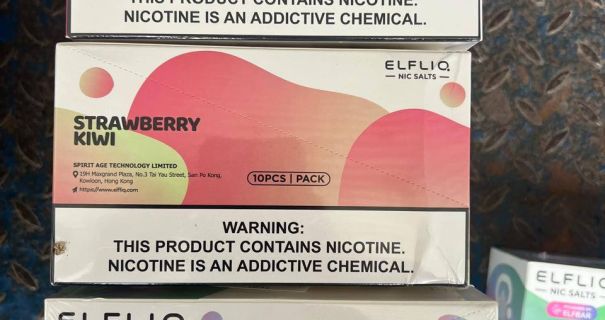 THIS PRODUCT CONTAINS NICOTINE.
NICOTINE IS AN ADDICTIVE CHEMICAL.
ELFLIQ
NIC SALTS
STRAWBERRY
KIWI
SPIRIT AGE TECHNOLOGY LIMITED
19H Maxgrand Plaza, No.3 Tai Yau Street, San Po Kong,
Kowloon, Hong Kong
https://www.elfliq.com
10PCS | PACK
WARNING:
THIS PRODUCT CONTAINS NICOTINE.
NICOTINE IS AN ADDICTIVE CHEMICAL.
ELFLIQ
NIC SALTS
ELFBAR
ELFLIQ